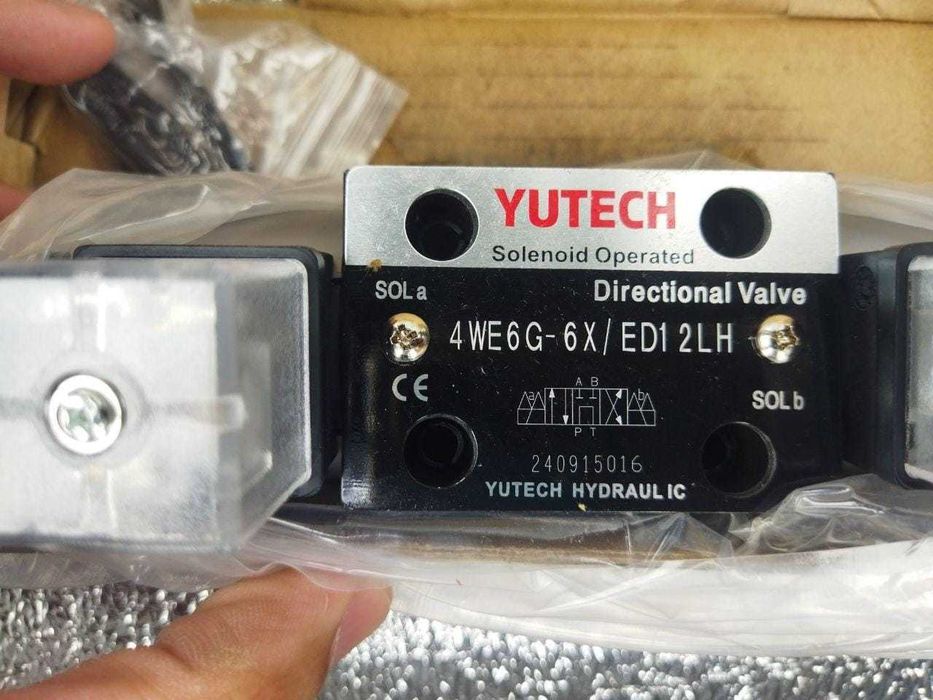 YUTECH
Solenoid Operated
Directional Valve
SOL a
4WE6G-6X/ED12LH
CE
SOL b
A B
a b
P T
240915016
YUTECH HYDRAULIC